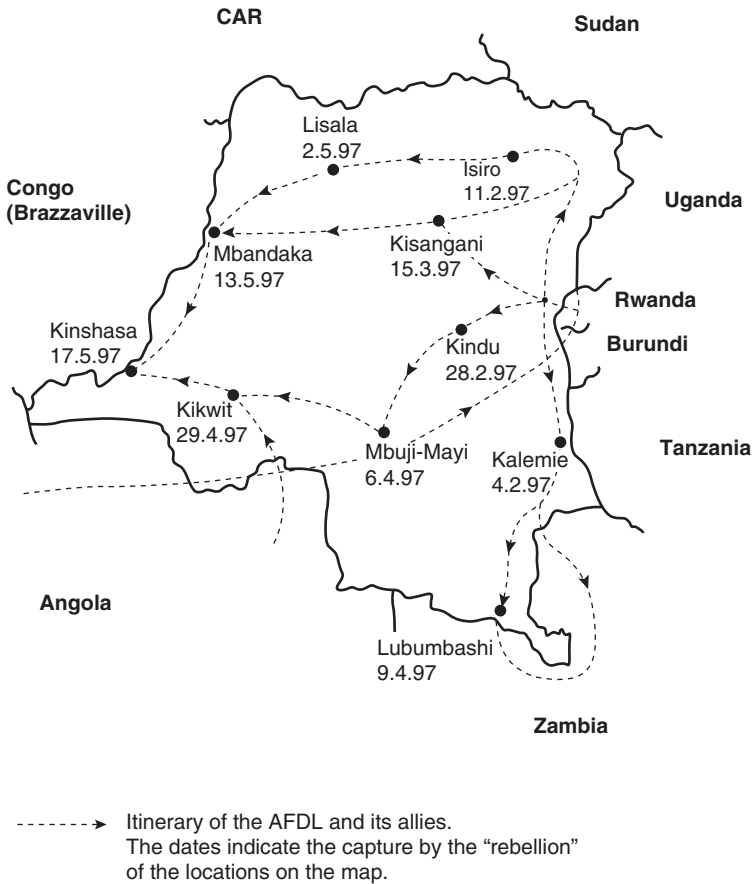 CAR
Sudan
Lisala
2.5.97
Isiro
11.2.97
Congo
(Brazzaville)
Uganda
Mbandaka
13.5.97
Kisangani
15.3.97
Rwanda
Kinshasa
17.5.97
Kindu
28.2.97
Burundi
Kikwit
29.4.97
Mbuji-Mayi
6.4.97
Kalemie
4.2.97
Tanzania
Angola
Lubumbashi
9.4.97
Zambia
Itinerary of the AFDL and its allies.
The dates indicate the capture by the “rebellion”
of the locations on the map.